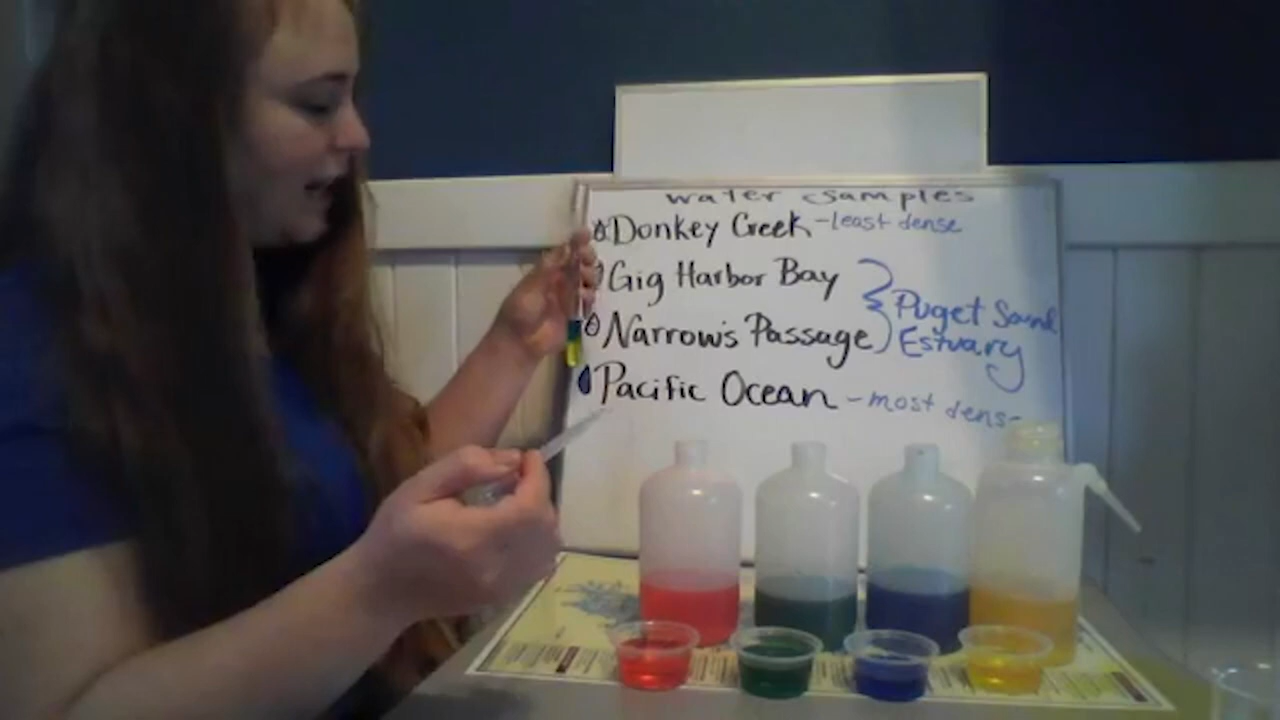 water samples
Donkey Creek - least dense
Gig Harbor Bay
Narrows Passage
Puget Sound
Estuary
Pacific Ocean - most dens-